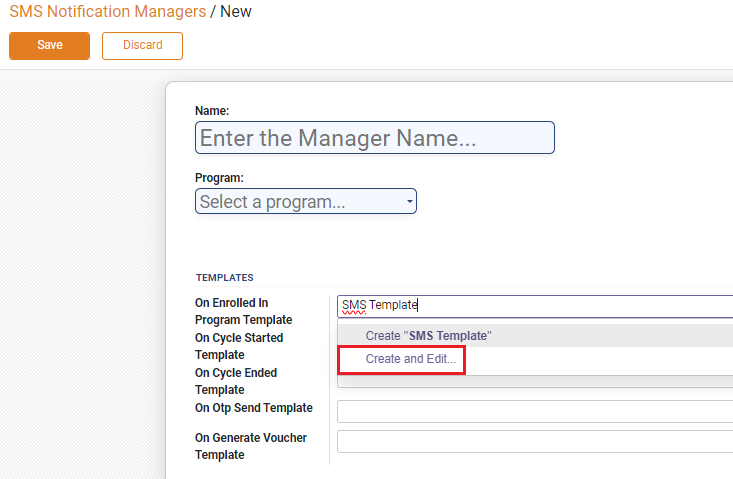 SMS Notification Managers / New
Save Discard
Name:
Enter the Manager Name...
Program:
Select a program...
TEMPLATES
On Enrolled In
Program Template
SMS Template
Create "SMS Template"
Create and Edit...
On Cycle Started
Template
On Cycle Ended
Template
On Otp Send Template
On Generate Voucher
Template